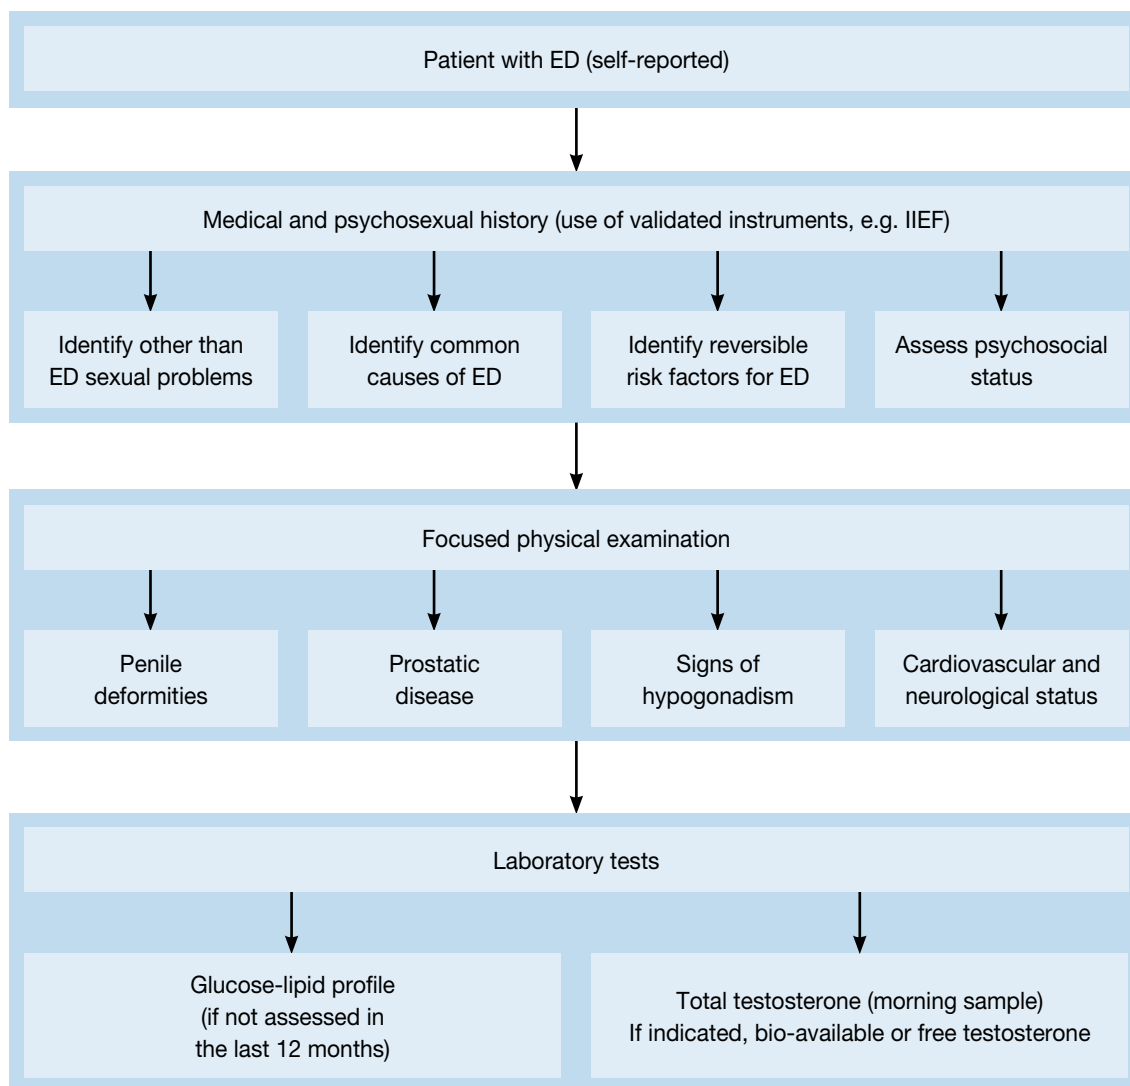 Patient with ED (self-reported)
Medical and psychosexual history (use of validated instruments, e.g. IIEF)
Identify other than
ED sexual problems
Identify common
causes of ED
Identify reversible
risk factors for ED
Assess psychosocial
status
Focused physical examination
Penile
deformities
Prostatic
disease
Signs of
hypogonadism
Cardiovascular and
neurological status
Laboratory tests
Glucose-lipid profile
(if not assessed in
the last 12 months)
Total testosterone (morning sample)
If indicated, bio-available or free testosterone